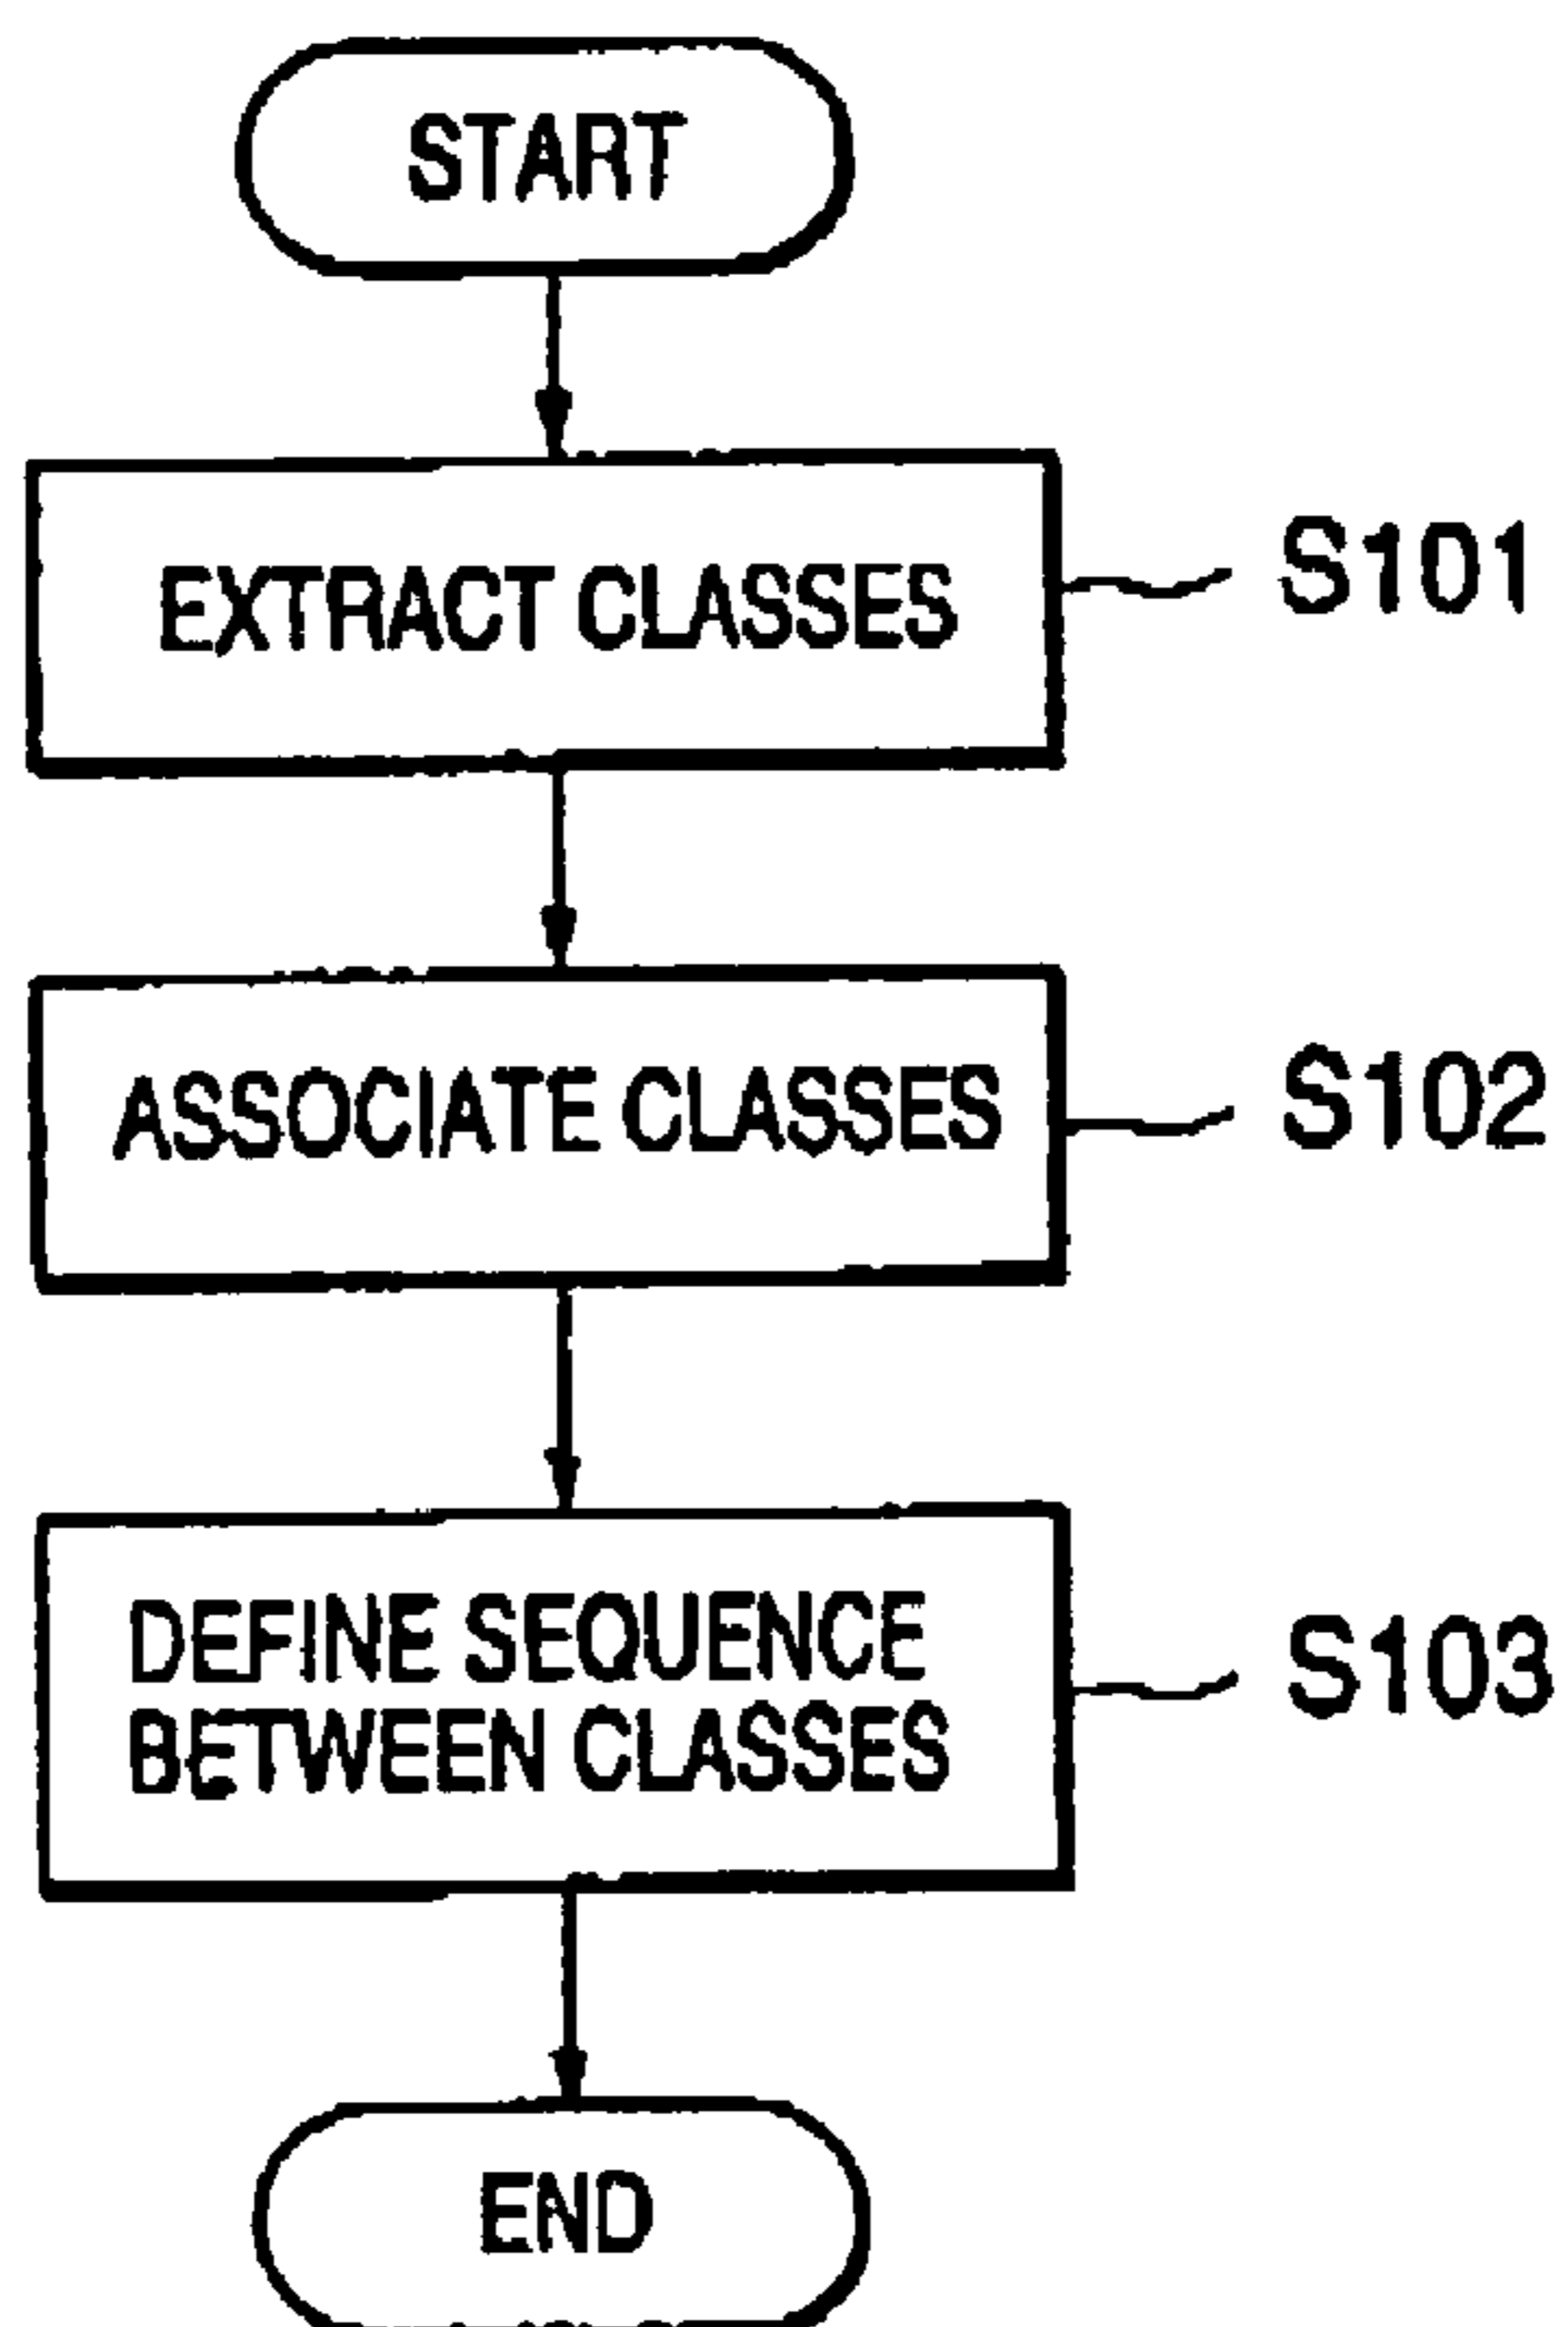 START
EXTRACT CLASSES
S101
ASSOCIATE CLASSES
S102
DEFINE SEQUENCE
BETWEEN CLASSES
S103
END